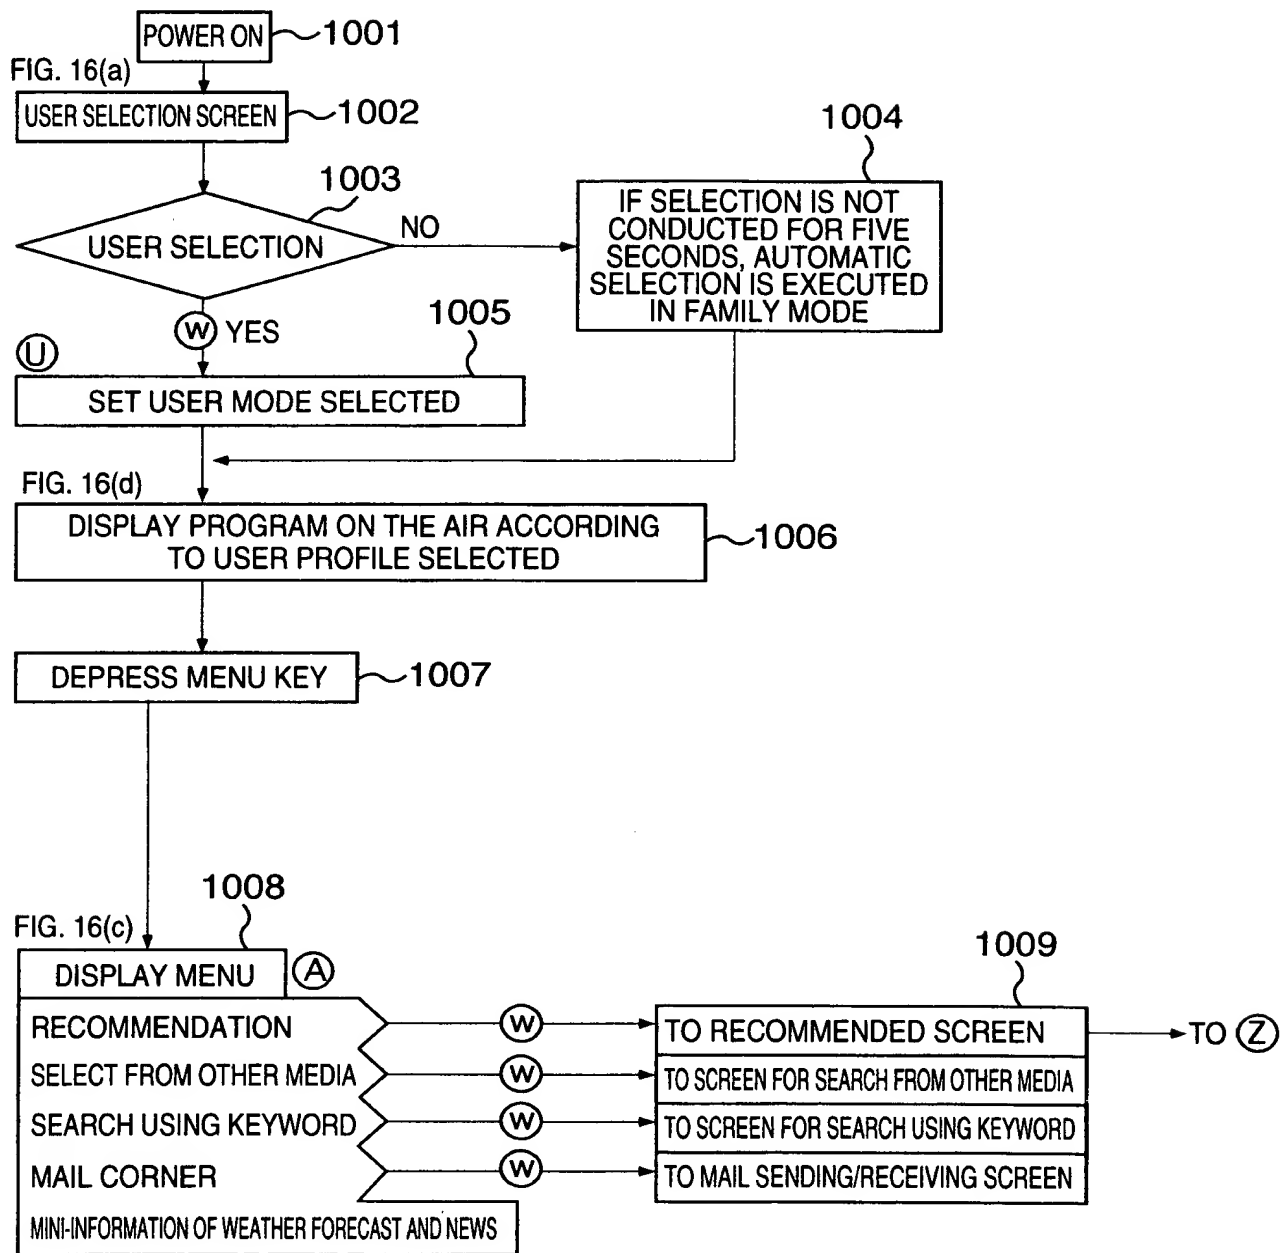 POWER ON
1001
FIG. 16(a)
USER SELECTION SCREEN
1002
1003
USER SELECTION
NO
1004
IF SELECTION IS NOT
CONDUCTED FOR FIVE
SECONDS, AUTOMATIC
SELECTION IS EXECUTED
IN FAMILY MODE
W YES
U
1005
SET USER MODE SELECTED
FIG. 16(d)
DISPLAY PROGRAM ON THE AIR ACCORDING
TO USER PROFILE SELECTED
1006
DEPRESS MENU KEY
1007
1008
FIG. 16(c)
DISPLAY MENU
A
1009
RECOMMENDATION
W
TO RECOMMENDED SCREEN
TO Z
SELECT FROM OTHER MEDIA
W
TO SCREEN FOR SEARCH FROM OTHER MEDIA
SEARCH USING KEYWORD
W
TO SCREEN FOR SEARCH USING KEYWORD
MAIL CORNER
W
TO MAIL SENDING/RECEIVING SCREEN
MINI-INFORMATION OF WEATHER FORECAST AND NEWS